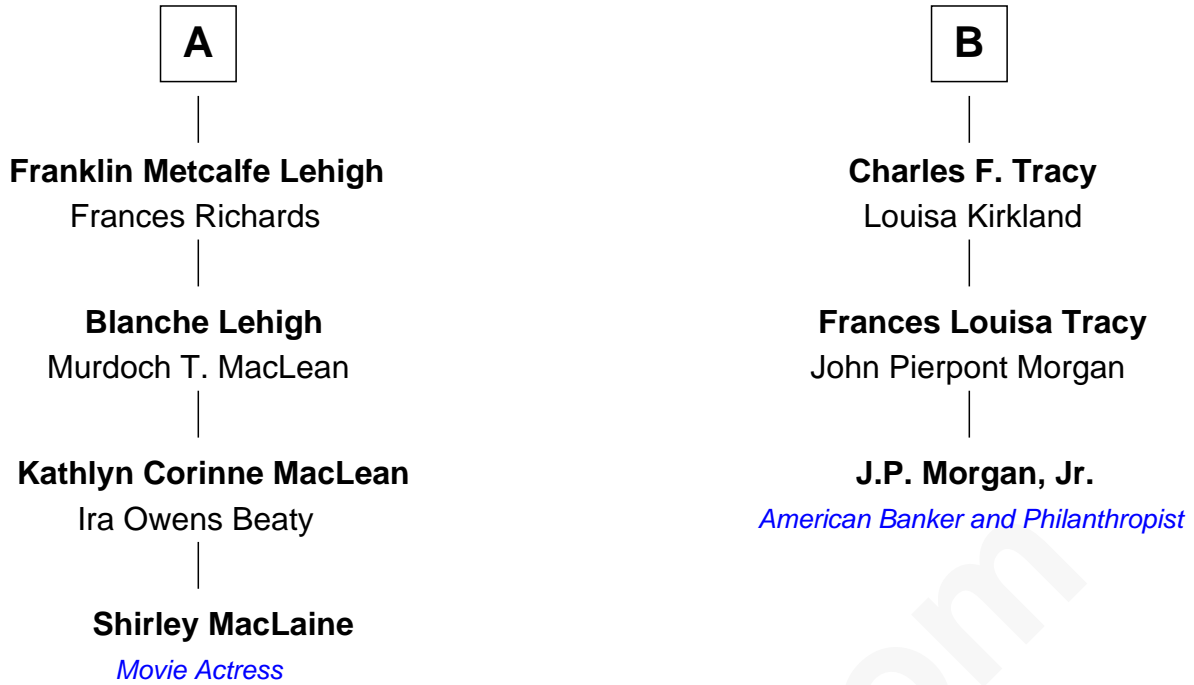 A
Franklin Metcalfe Lehigh
Frances Richards
Blanche Lehigh
Murdoch T. MacLean
Kathlyn Corinne MacLean
Ira Owens Beaty
Shirley MacLaine
Movie Actress
B
Charles F. Tracy
Louisa Kirkland
Frances Louisa Tracy
John Pierpont Morgan
J.P. Morgan, Jr.
American Banker and Philanthropist
om